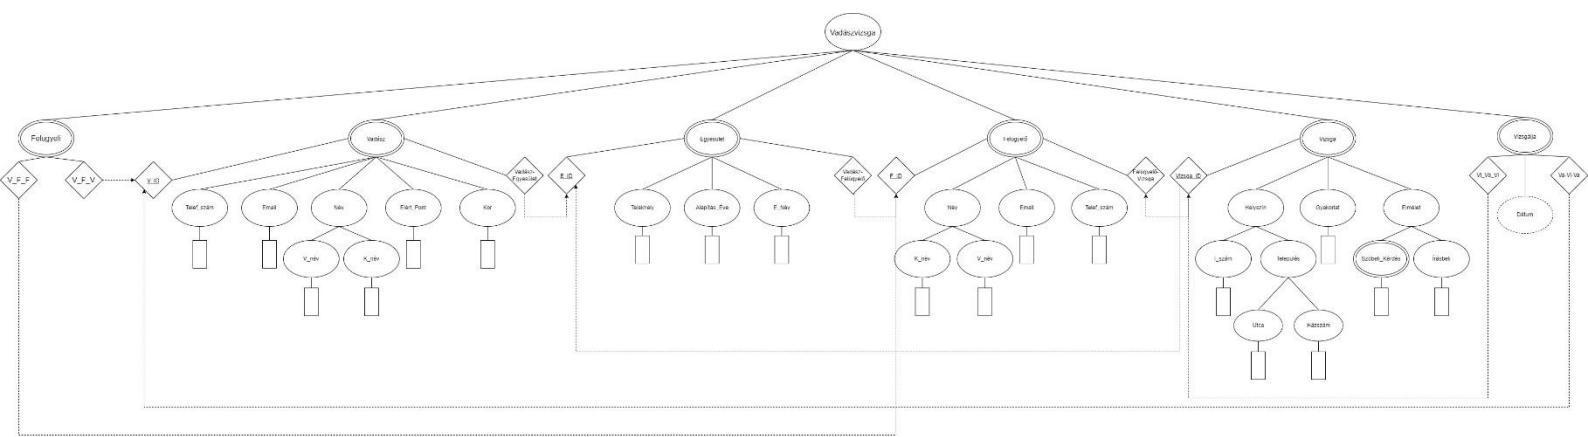 Vadászvizsga
Felügyeli
Vadász
Egyesület
Felügyelő
Vizsga
Vizsgálja
V_F_F
V_F_V
V_ID
Vadász-
Egyesület
E_ID
Vadász-
Felügyelő
F_ID
Felügyelő-
Vizsga
Vizsga_ID
Vi_Va_Vi
Va-Vi-Va
Telef_szám
Email
Név
Elért_Pont
Kor
Telekhely
Alapítás_Éve
E_Név
Név
Email
Telef_szám
Helyszín
Gyakorlat
Elmélet
Dátum
V_név
K_név
K_név
V_név
I_szám
Település
Szóbeli_Kérdés
Írásbeli
Utca
Házszám